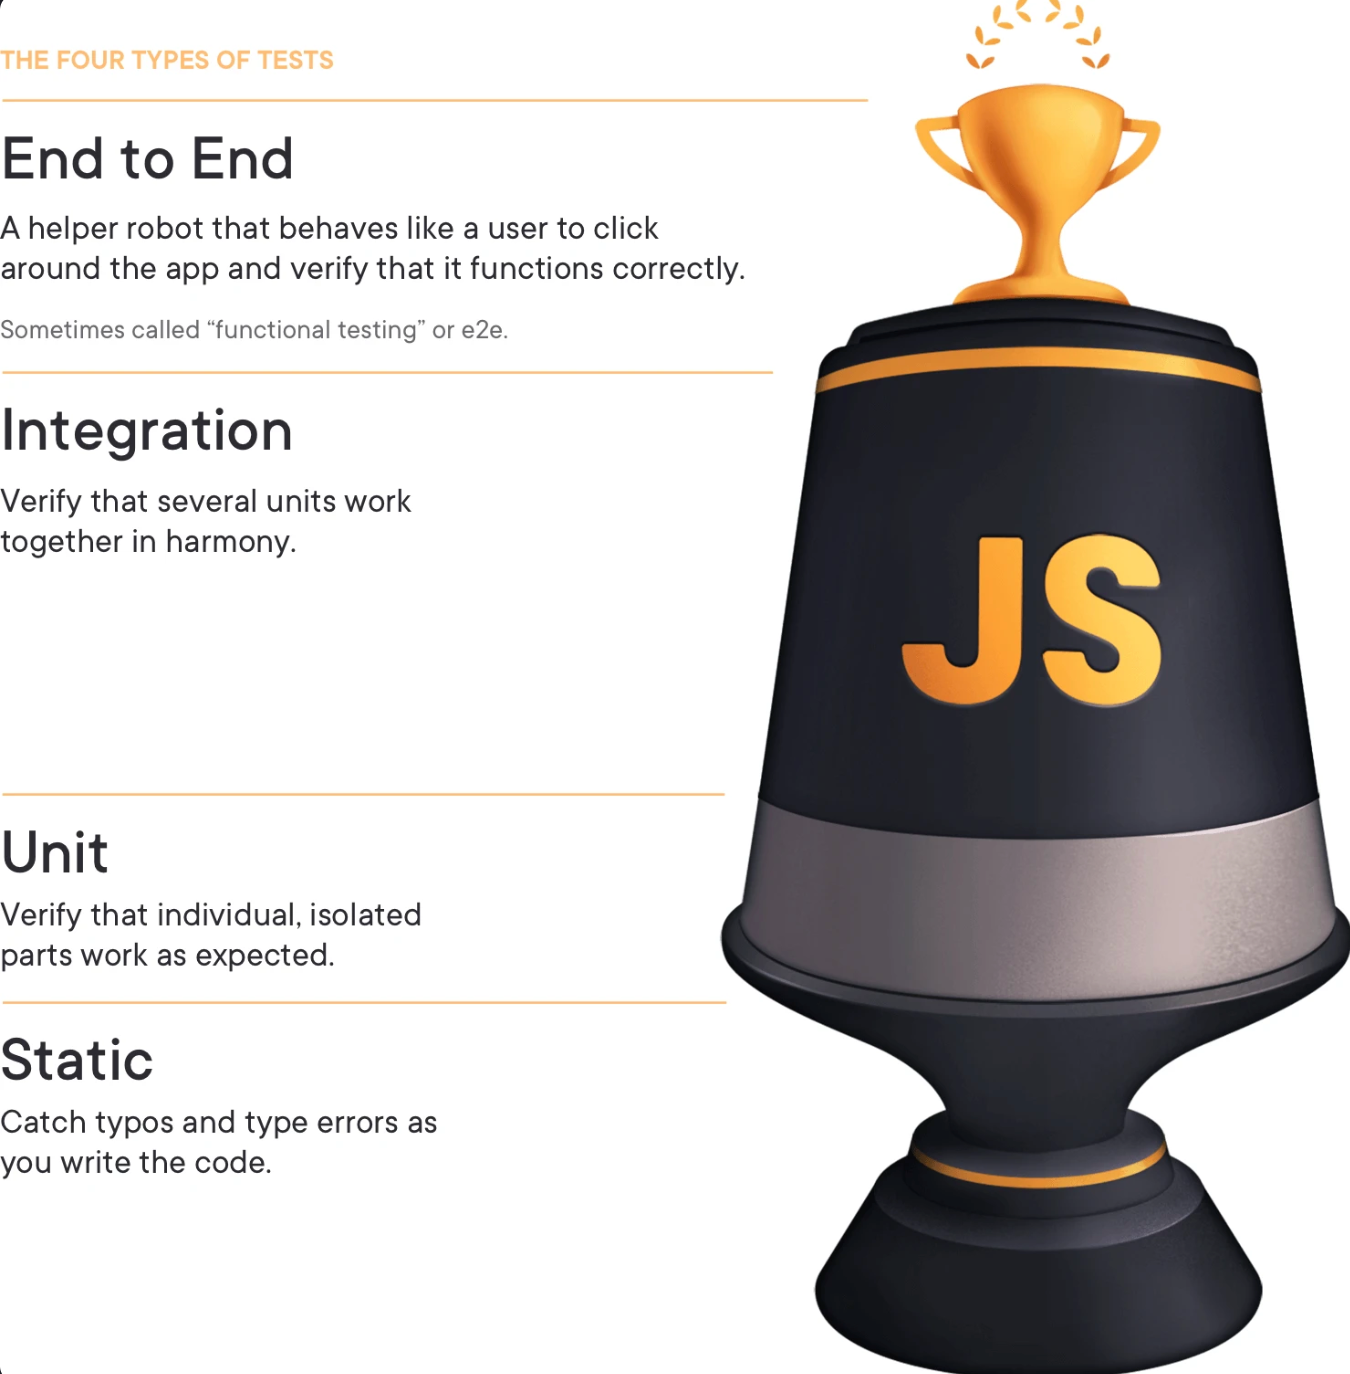 THE FOUR TYPES OF TESTS
End to End
A helper robot that behaves like a user to click
around the app and verify that it functions correctly.
Sometimes called “functional testing” or e2e.
Integration
Verify that several units work
together in harmony.
JS
Unit
Verify that individual, isolated
parts work as expected.
Static
Catch typos and type errors as
you write the code.